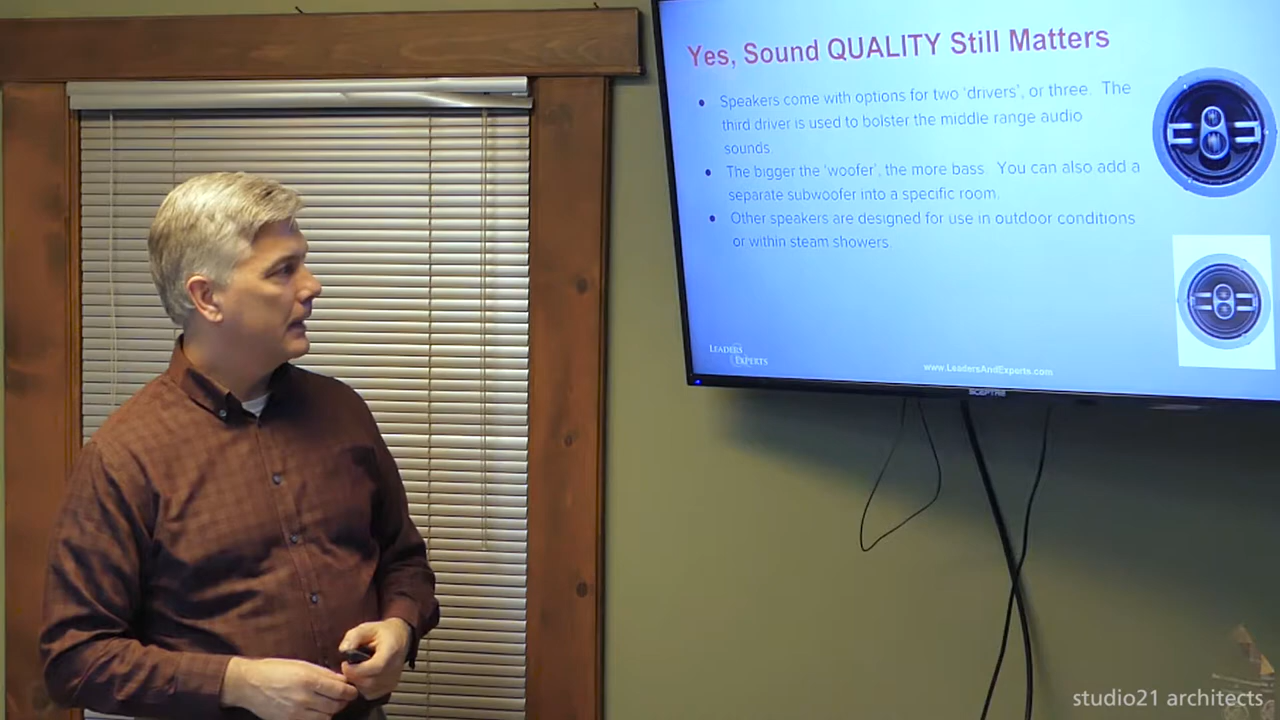 Yes, Sound QUALITY Still Matters
• Speakers come with options for two 'drivers', or three. The
third driver is used to bolster the middle range audio
sounds.
• The bigger the 'woofer', the more bass. You can also add a
separate subwoofer into a specific room.
• Other speakers are designed for use in outdoor conditions
or within steam showers.
LEADERS
EXPERTS
www.LeadersAndExperts.com
SCEPTRE
studio21 architects